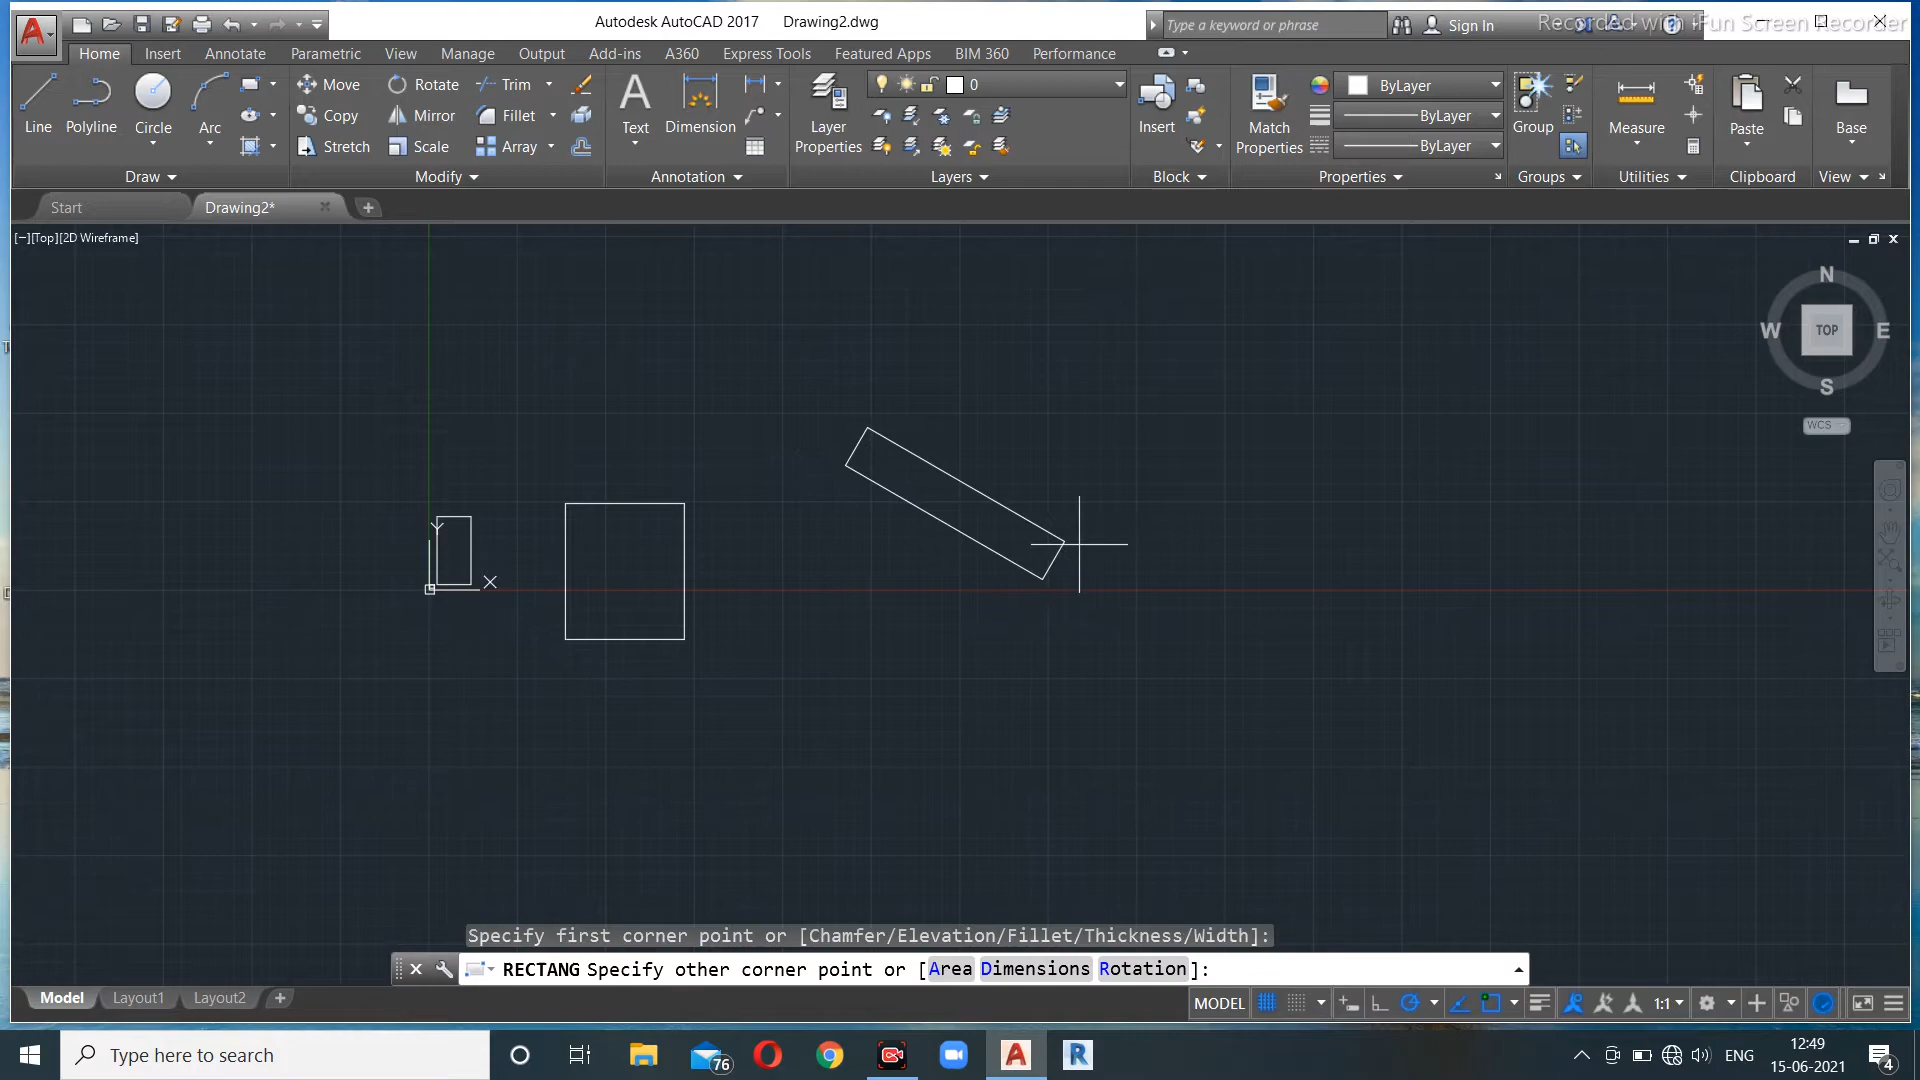 Autodesk AutoCAD 2017 Drawing2.dwg
Type a keyword or phrase
Sign In
Recorded with iFun Screen Recorder
Home Insert Annotate Parametric View Manage Output Add-ins A360 Express Tools Featured Apps BIM 360 Performance
Line Polyline Circle Arc
Move Rotate Trim
Copy Mirror Fillet
Stretch Scale Array
Text Dimension
Layer Properties
0
Insert
Match Properties
ByLayer
ByLayer
ByLayer
Group
Measure
Paste
Base
Draw Modify Annotation Layers Block Properties Groups Utilities Clipboard View
Start Drawing2*
[−][Top][2D Wireframe]
N
W TOP E
S
WCS
Y
X
Specify first corner point or [Chamfer/Elevation/Fillet/Thickness/Width]:
RECTANG Specify other corner point or [Area Dimensions Rotation]:
Model Layout1 Layout2
MODEL 1:1
Type here to search
76
ENG
12:49
15-06-2021
4